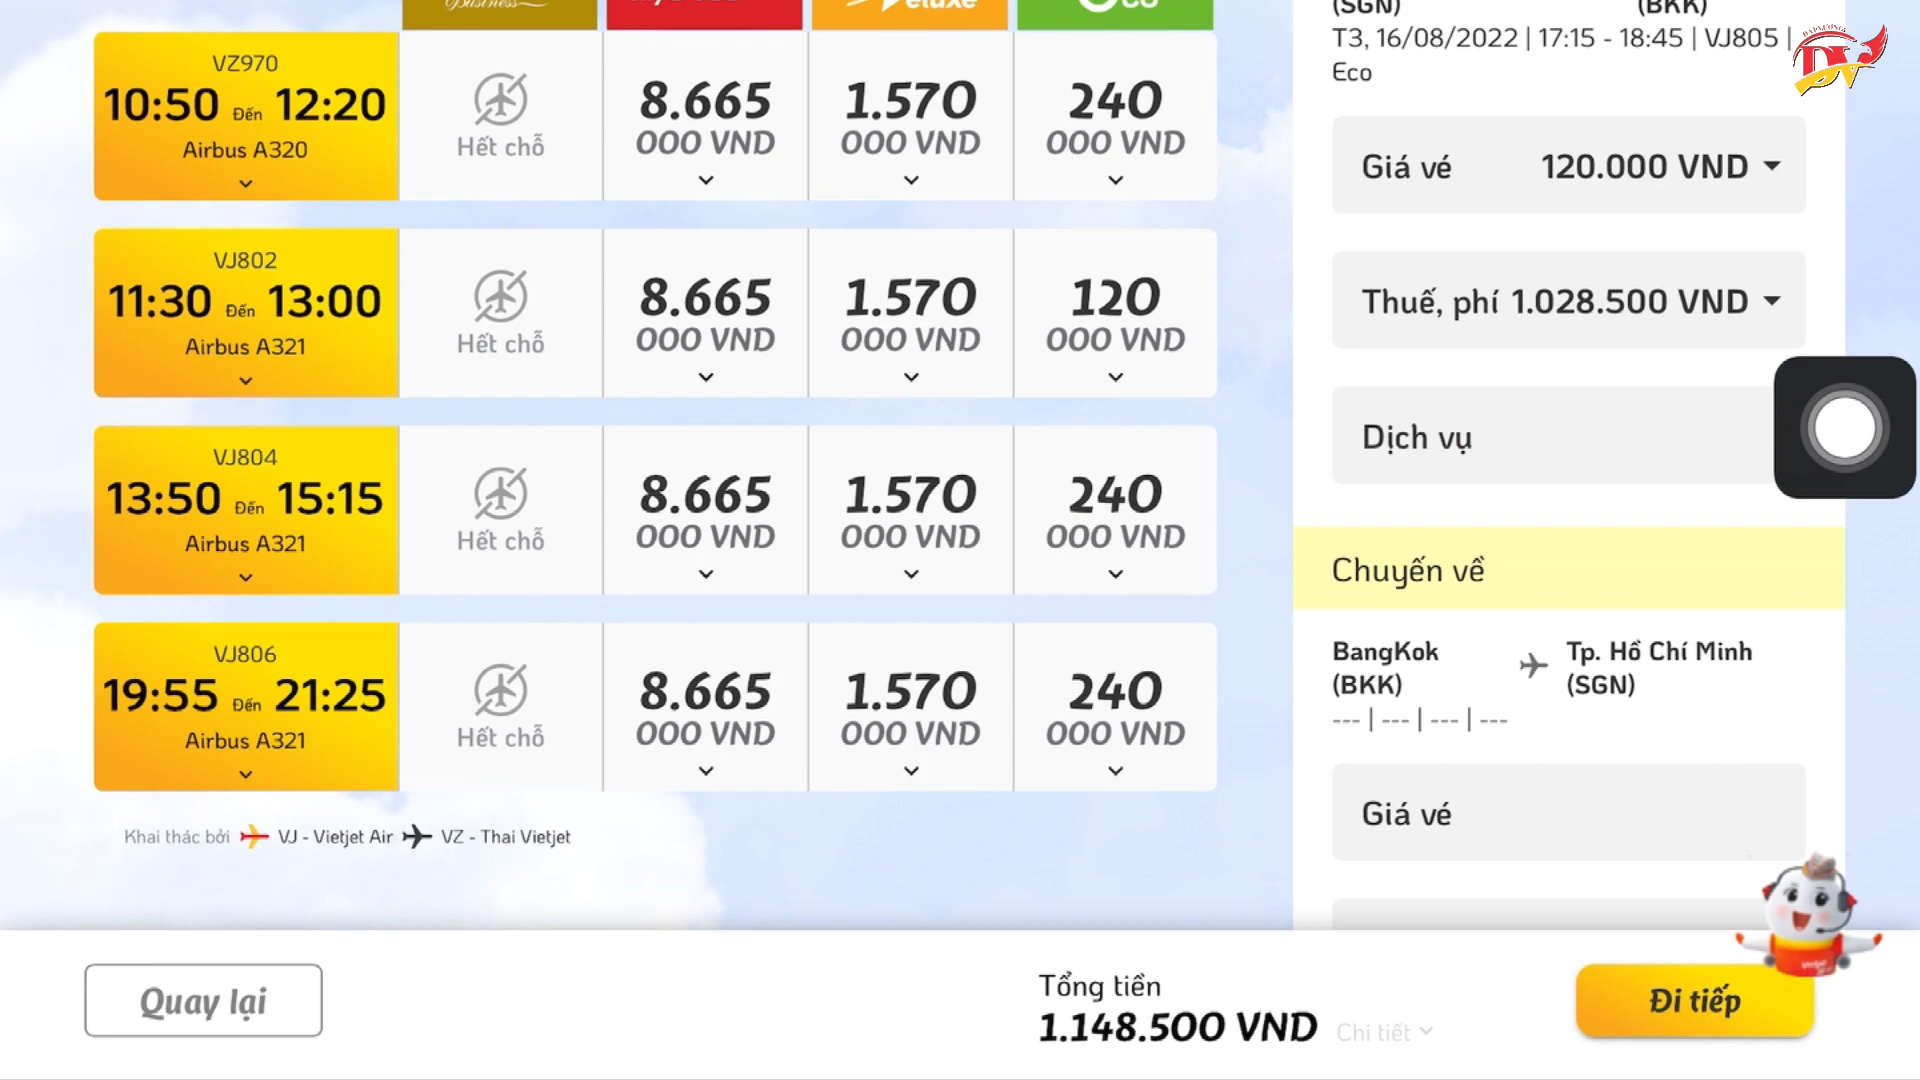 Business
VZ970
10:50 Đến 12:20
Airbus A320
Hết chỗ
8.665
000 VND
1.570
000 VND
240
000 VND
VJ802
11:30 Đến 13:00
Airbus A321
Hết chỗ
8.665
000 VND
1.570
000 VND
120
000 VND
VJ804
13:50 Đến 15:15
Airbus A321
Hết chỗ
8.665
000 VND
1.570
000 VND
240
000 VND
VJ806
19:55 Đến 21:25
Airbus A321
Hết chỗ
8.665
000 VND
1.570
000 VND
240
000 VND
Khai thác bởi VJ - Vietjet Air VZ - Thai Vietjet
(SGN) (BKK)
T3, 16/08/2022 | 17:15 - 18:45 | VJ805 |
Eco
Giá vé 120.000 VND
Thuế, phí 1.028.500 VND
Dịch vụ
Chuyến về
BangKok
(BKK)
Tp. Hồ Chí Minh
(SGN)
--- | --- | --- | ---
Giá vé
Quay lại
Tổng tiền
1.148.500 VND Chi tiết
Đi tiếp